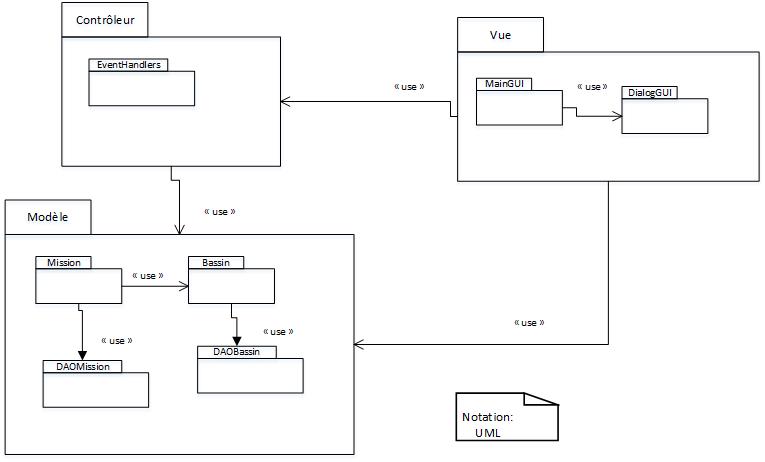 Contrôleur
Vue
EventHandlers
« use »
MainGUI
« use »
DialogGUI
« use »
Modèle
Mission
« use »
Bassin
« use »
« use »
« use »
DAOMission
DAOBassin
Notation:
UML